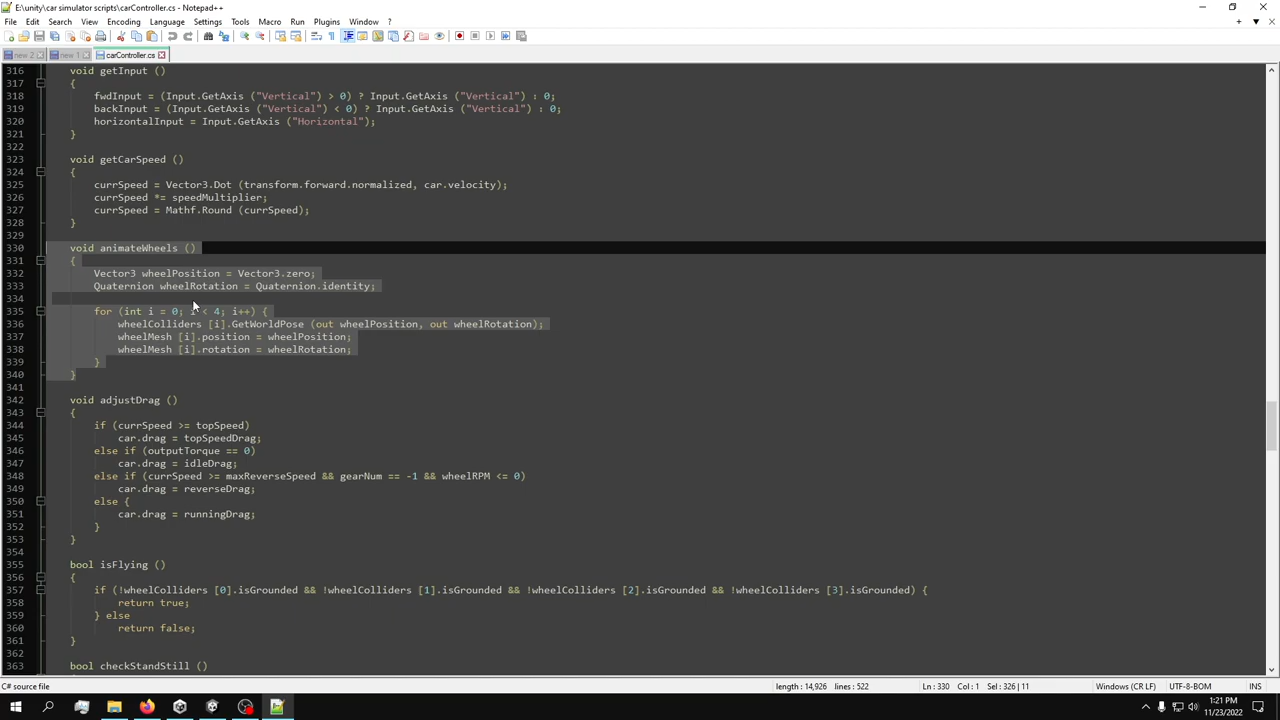 E:\unity\car simulator scripts\carController.cs - Notepad++
File Edit Search View Encoding Language Settings Tools Macro Run Plugins Window ?
new 2 new 1 carController.cs
316 void getInput ()
317 {
318 fwdInput = (Input.GetAxis ("Vertical") > 0) ? Input.GetAxis ("Vertical") : 0;
319 backInput = (Input.GetAxis ("Vertical") < 0) ? Input.GetAxis ("Vertical") : 0;
320 horizontalInput = Input.GetAxis ("Horizontal");
321 }
322
323 void getCarSpeed ()
324 {
325 currSpeed = Vector3.Dot (transform.forward.normalized, car.velocity);
326 currSpeed *= speedMultiplier;
327 currSpeed = Mathf.Round (currSpeed);
328 }
329
330 void animateWheels ()
331 {
332 Vector3 wheelPosition = Vector3.zero;
333 Quaternion wheelRotation = Quaternion.identity;
334
335 for (int i = 0; i < 4; i++) {
336 wheelColliders [i].GetWorldPose (out wheelPosition, out wheelRotation);
337 wheelMesh [i].position = wheelPosition;
338 wheelMesh [i].rotation = wheelRotation;
339 }
340 }
341
342 void adjustDrag ()
343 {
344 if (currSpeed >= topSpeed)
345 car.drag = topSpeedDrag;
346 else if (outputTorque == 0)
347 car.drag = idleDrag;
348 else if (currSpeed >= maxReverseSpeed && gearNum == -1 && wheelRPM <= 0)
349 car.drag = reverseDrag;
350 else {
351 car.drag = runningDrag;
352 }
353 }
354
355 bool isFlying ()
356 {
357 if (!wheelColliders [0].isGrounded && !wheelColliders [1].isGrounded && !wheelColliders [2].isGrounded && !wheelColliders [3].isGrounded) {
358 return true;
359 } else
360 return false;
361 }
362
363 bool checkStandStill ()
C# source file length : 14,926 lines : 522 Ln : 330 Col : 1 Sel : 326 | 11 Windows (CR LF) UTF-8-BOM INS
1:21 PM
11/23/2022